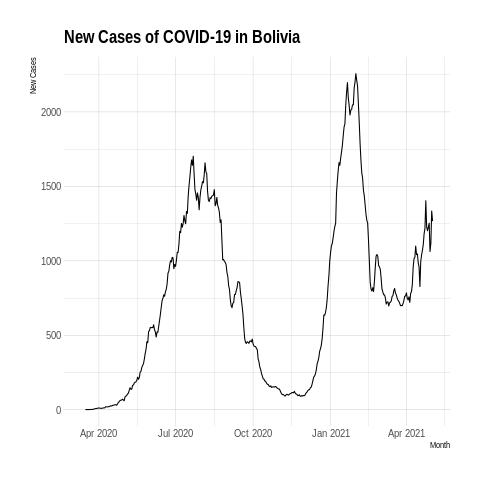 New Cases of COVID-19 in Bolivia
New Cases
2000
1500
1000
500
0
Apr 2020 Jul 2020 Oct 2020 Jan 2021 Apr 2021
Month